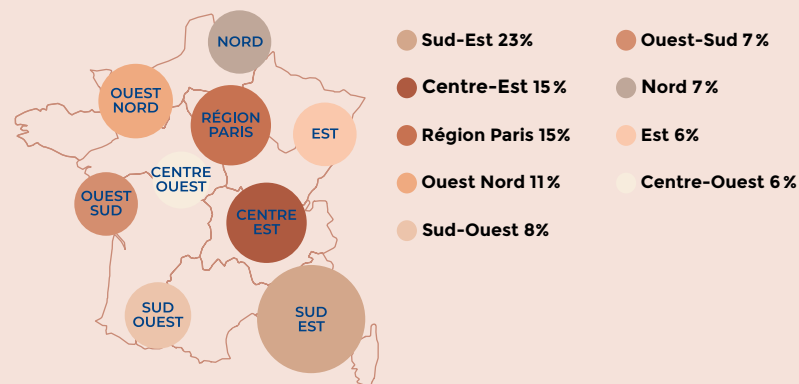 NORD
OUEST
NORD
RÉGION
PARIS
EST
CENTRE
OUEST
OUEST
SUD
CENTRE
EST
SUD
OUEST
SUD
EST
Sud-Est 23%
Centre-Est 15%
Région Paris 15%
Ouest Nord 11%
Sud-Ouest 8%
Ouest-Sud 7%
Nord 7%
Est 6%
Centre-Ouest 6%